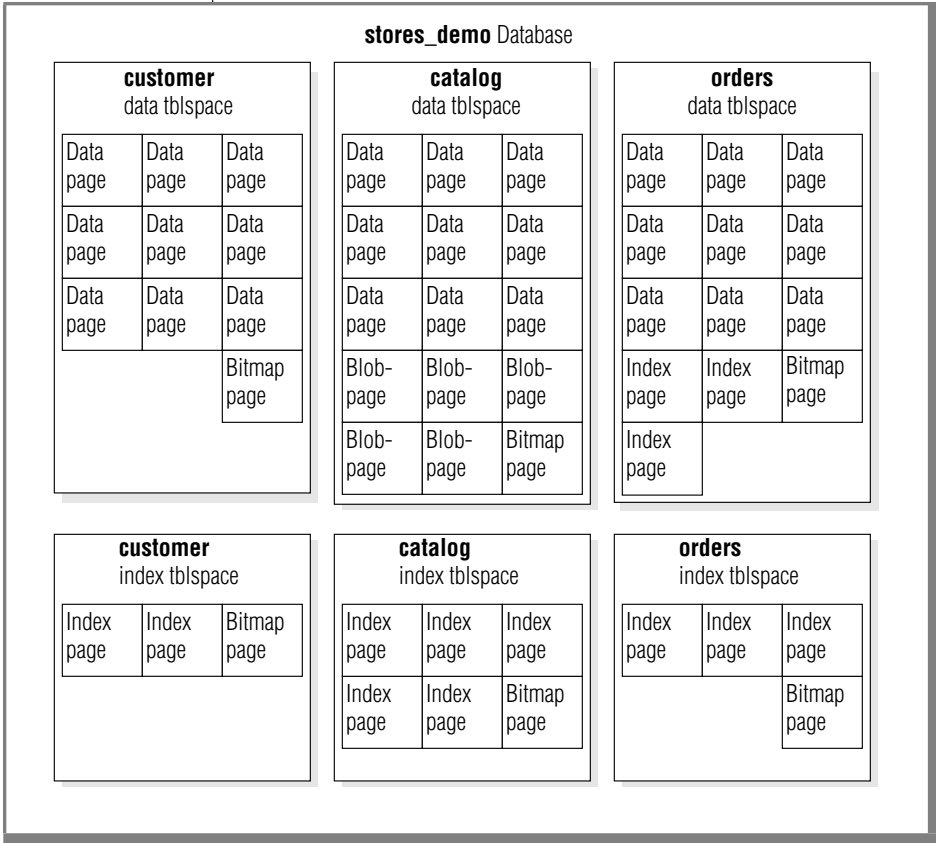 stores_demo Database
customer
data tblspace
Data page Data page Data page
Data page Data page Data page
Data page Data page Data page
Bitmap page
catalog
data tblspace
Data page Data page Data page
Data page Data page Data page
Data page Data page Data page
Blob- page Blob- page Blob- page
Blob- page Blob- page Bitmap page
orders
data tblspace
Data page Data page Data page
Data page Data page Data page
Data page Data page Data page
Index page Index page Bitmap page
Index page
customer
index tblspace
Index page Index page Bitmap page
catalog
index tblspace
Index page Index page Index page
Index page Index page Bitmap page
orders
index tblspace
Index page Index page Index page
Bitmap page